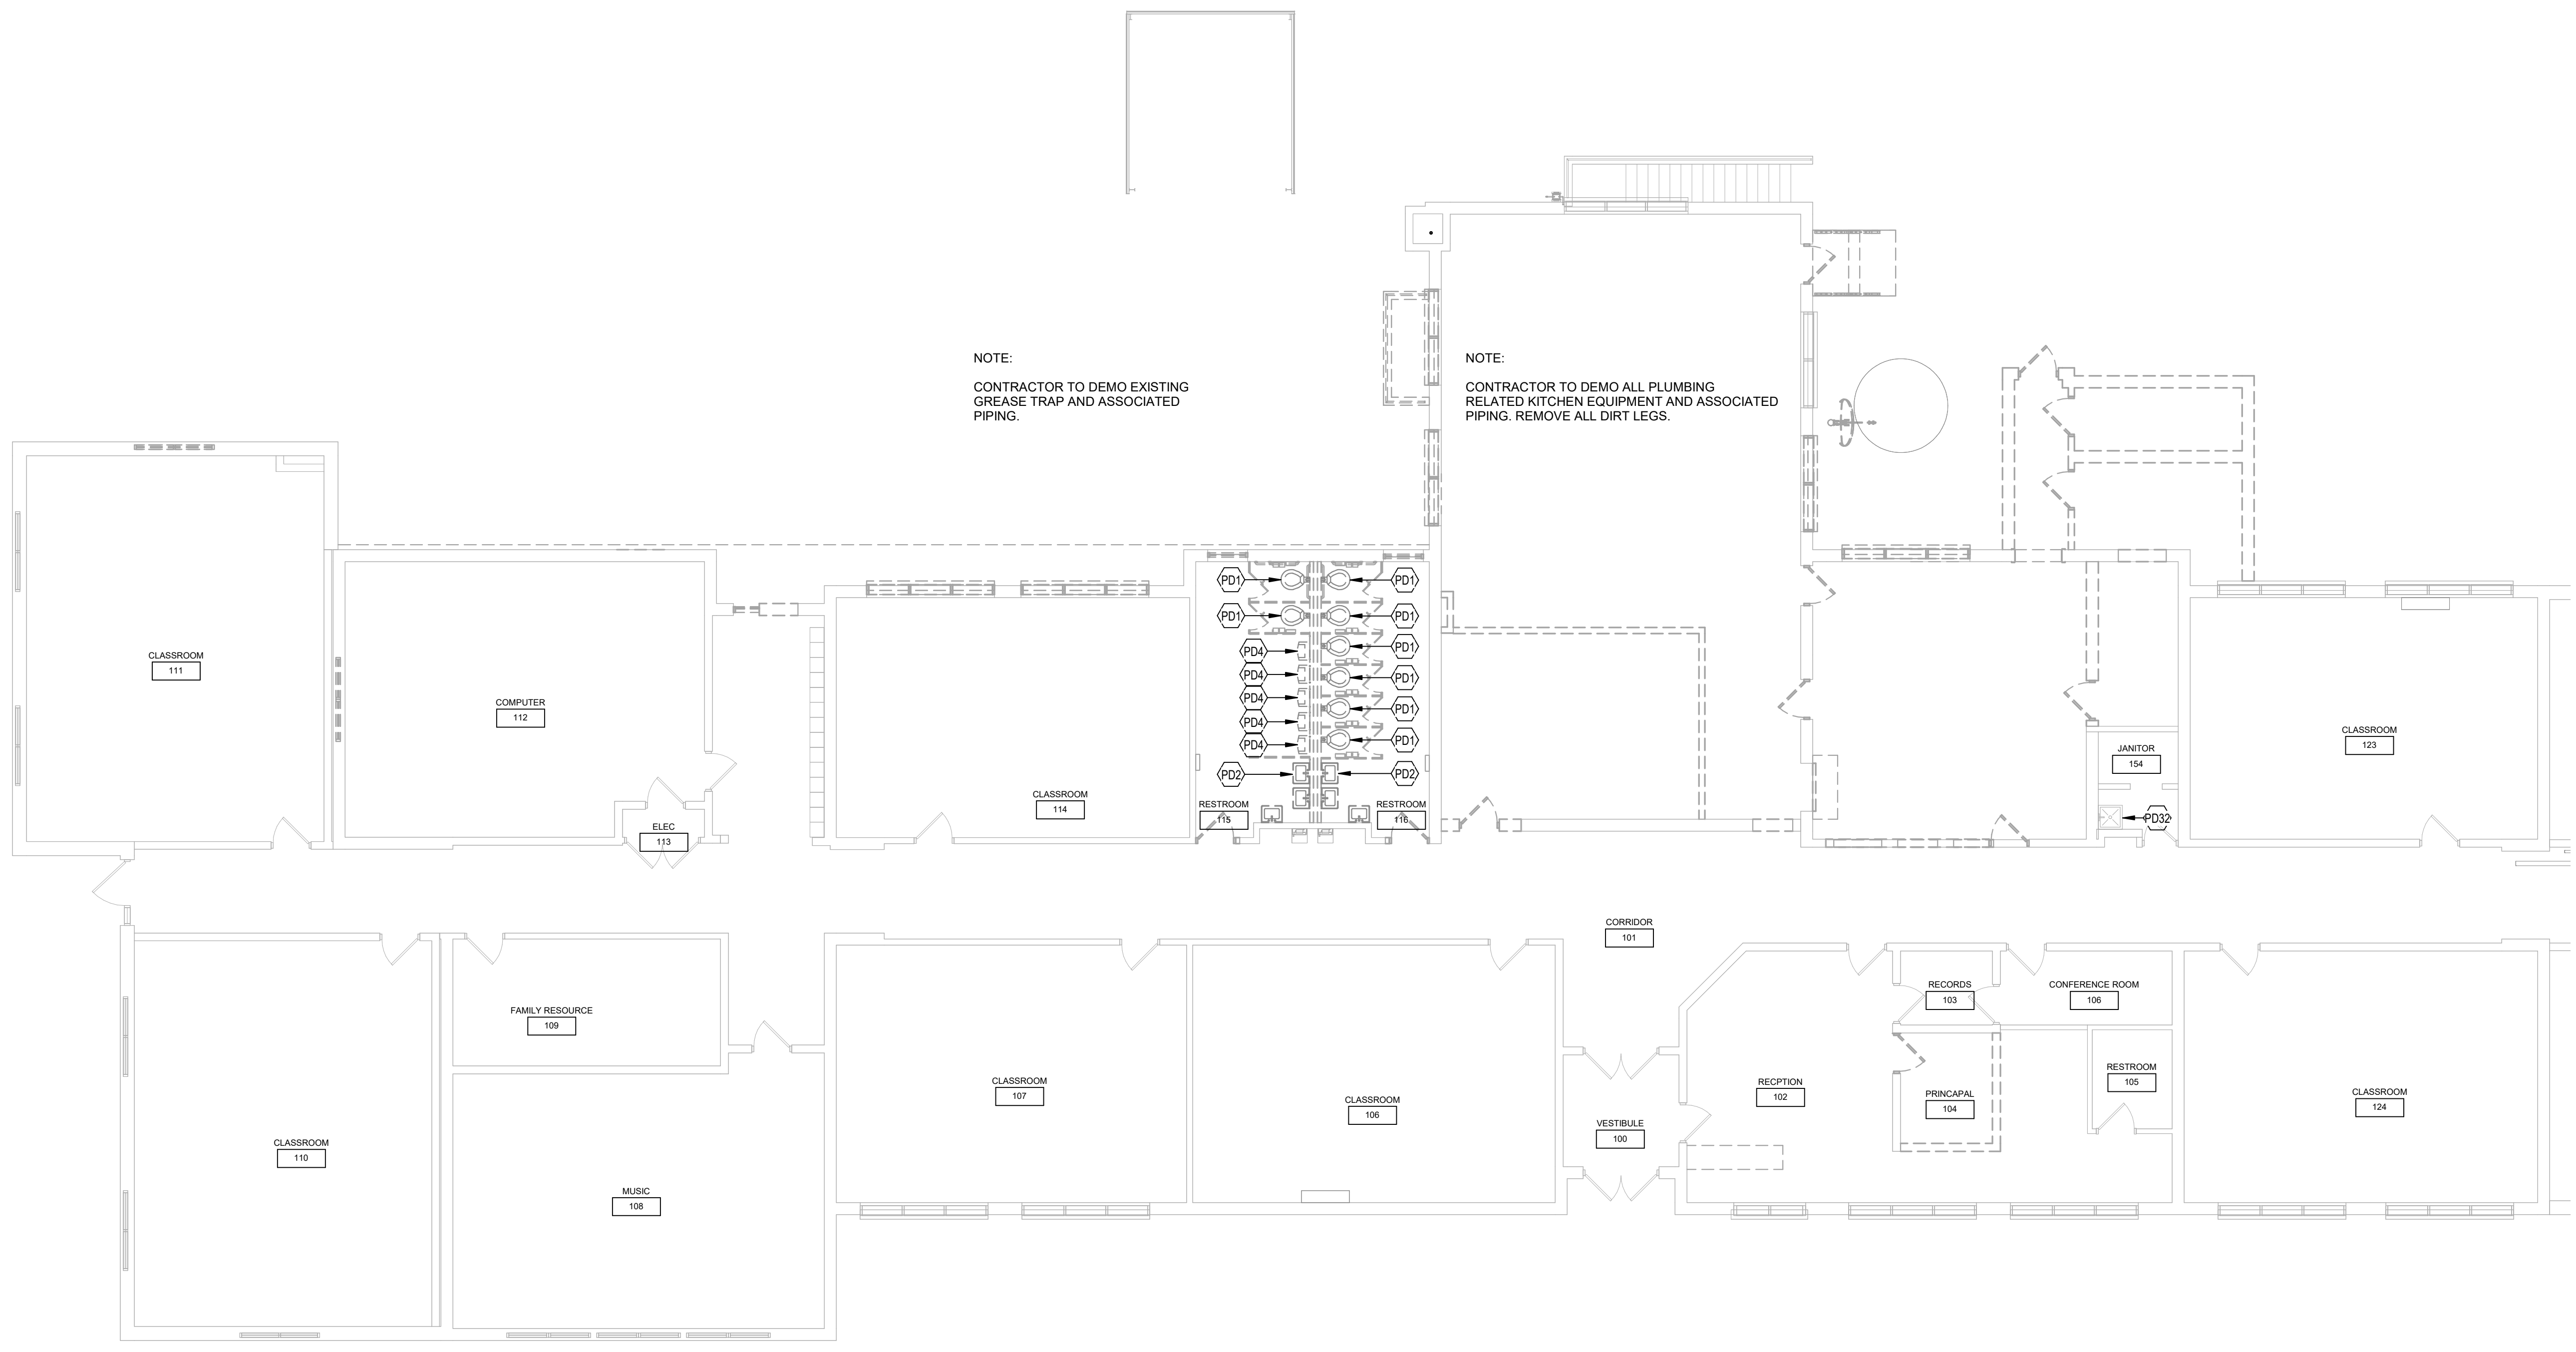 NOTE:
CONTRACTOR TO DEMO EXISTING
GREASE TRAP AND ASSOCIATED
PIPING.
NOTE:
CONTRACTOR TO DEMO ALL PLUMBING
RELATED KITCHEN EQUIPMENT AND ASSOCIATED
PIPING. REMOVE ALL DIRT LEGS.
PD1
PD1
PD1
PD1
PD4
PD1
PD4
PD1
PD4
PD1
PD4
PD4
PD1
PD2
PD2
CLASSROOM
111
COMPUTER
112
ELEC
113
CLASSROOM
114
RESTROOM
115
RESTROOM
116
JANITOR
154
PD32
CLASSROOM
123
CORRIDOR
101
FAMILY RESOURCE
109
RECORDS
103
CONFERENCE ROOM
106
CLASSROOM
107
CLASSROOM
106
RECPTION
102
PRINCAPAL
104
RESTROOM
105
CLASSROOM
124
VESTIBULE
100
CLASSROOM
110
MUSIC
108